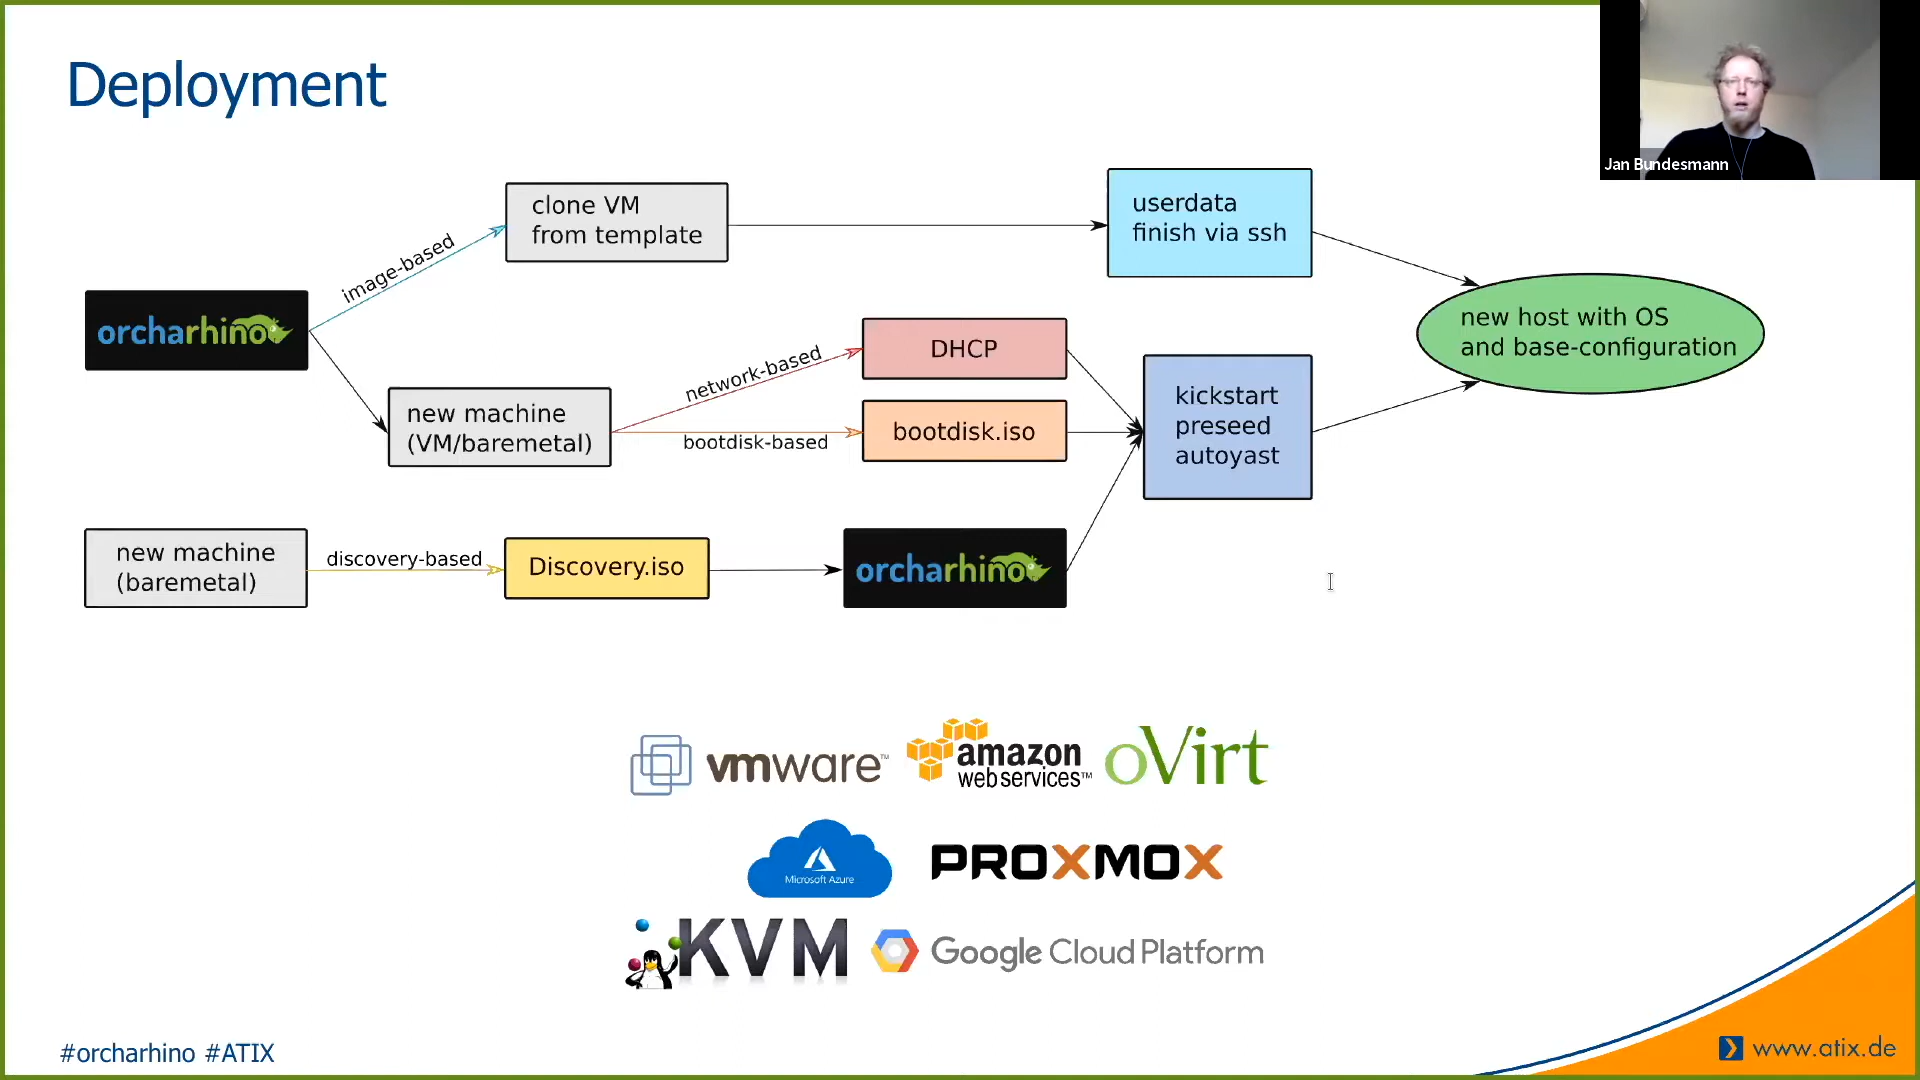 Deployment
Jan Bundesmann
clone VM
from template
userdata
finish via ssh
image-based
orcharhino
new host with OS
and base-configuration
DHCP
network-based
new machine
(VM/baremetal)
bootdisk-based
bootdisk.iso
kickstart
preseed
autoyast
new machine
(baremetal)
discovery-based
Discovery.iso
orcharhino
vmware™
amazon
webservices™
oVirt
Microsoft Azure
PROXMOX
KVM
Google Cloud Platform
#orcharhino #ATIX
www.atix.de